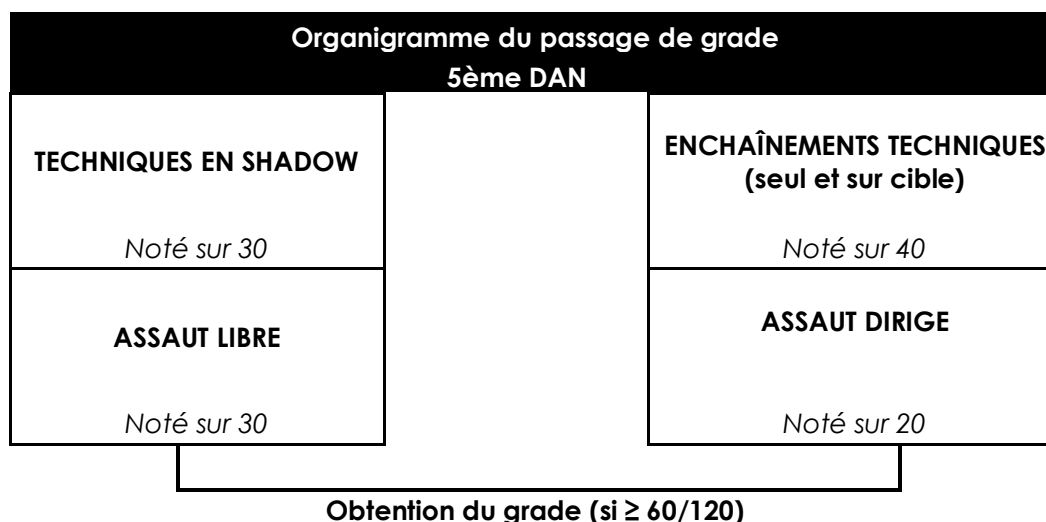 Organigramme du passage de grade
5ème DAN
TECHNIQUES EN SHADOW
Noté sur 30
ENCHAÎNEMENTS TECHNIQUES
(seul et sur cible)
Noté sur 40
ASSAUT LIBRE
Noté sur 30
ASSAUT DIRIGE
Noté sur 20
Obtention du grade (si ≥ 60/120)